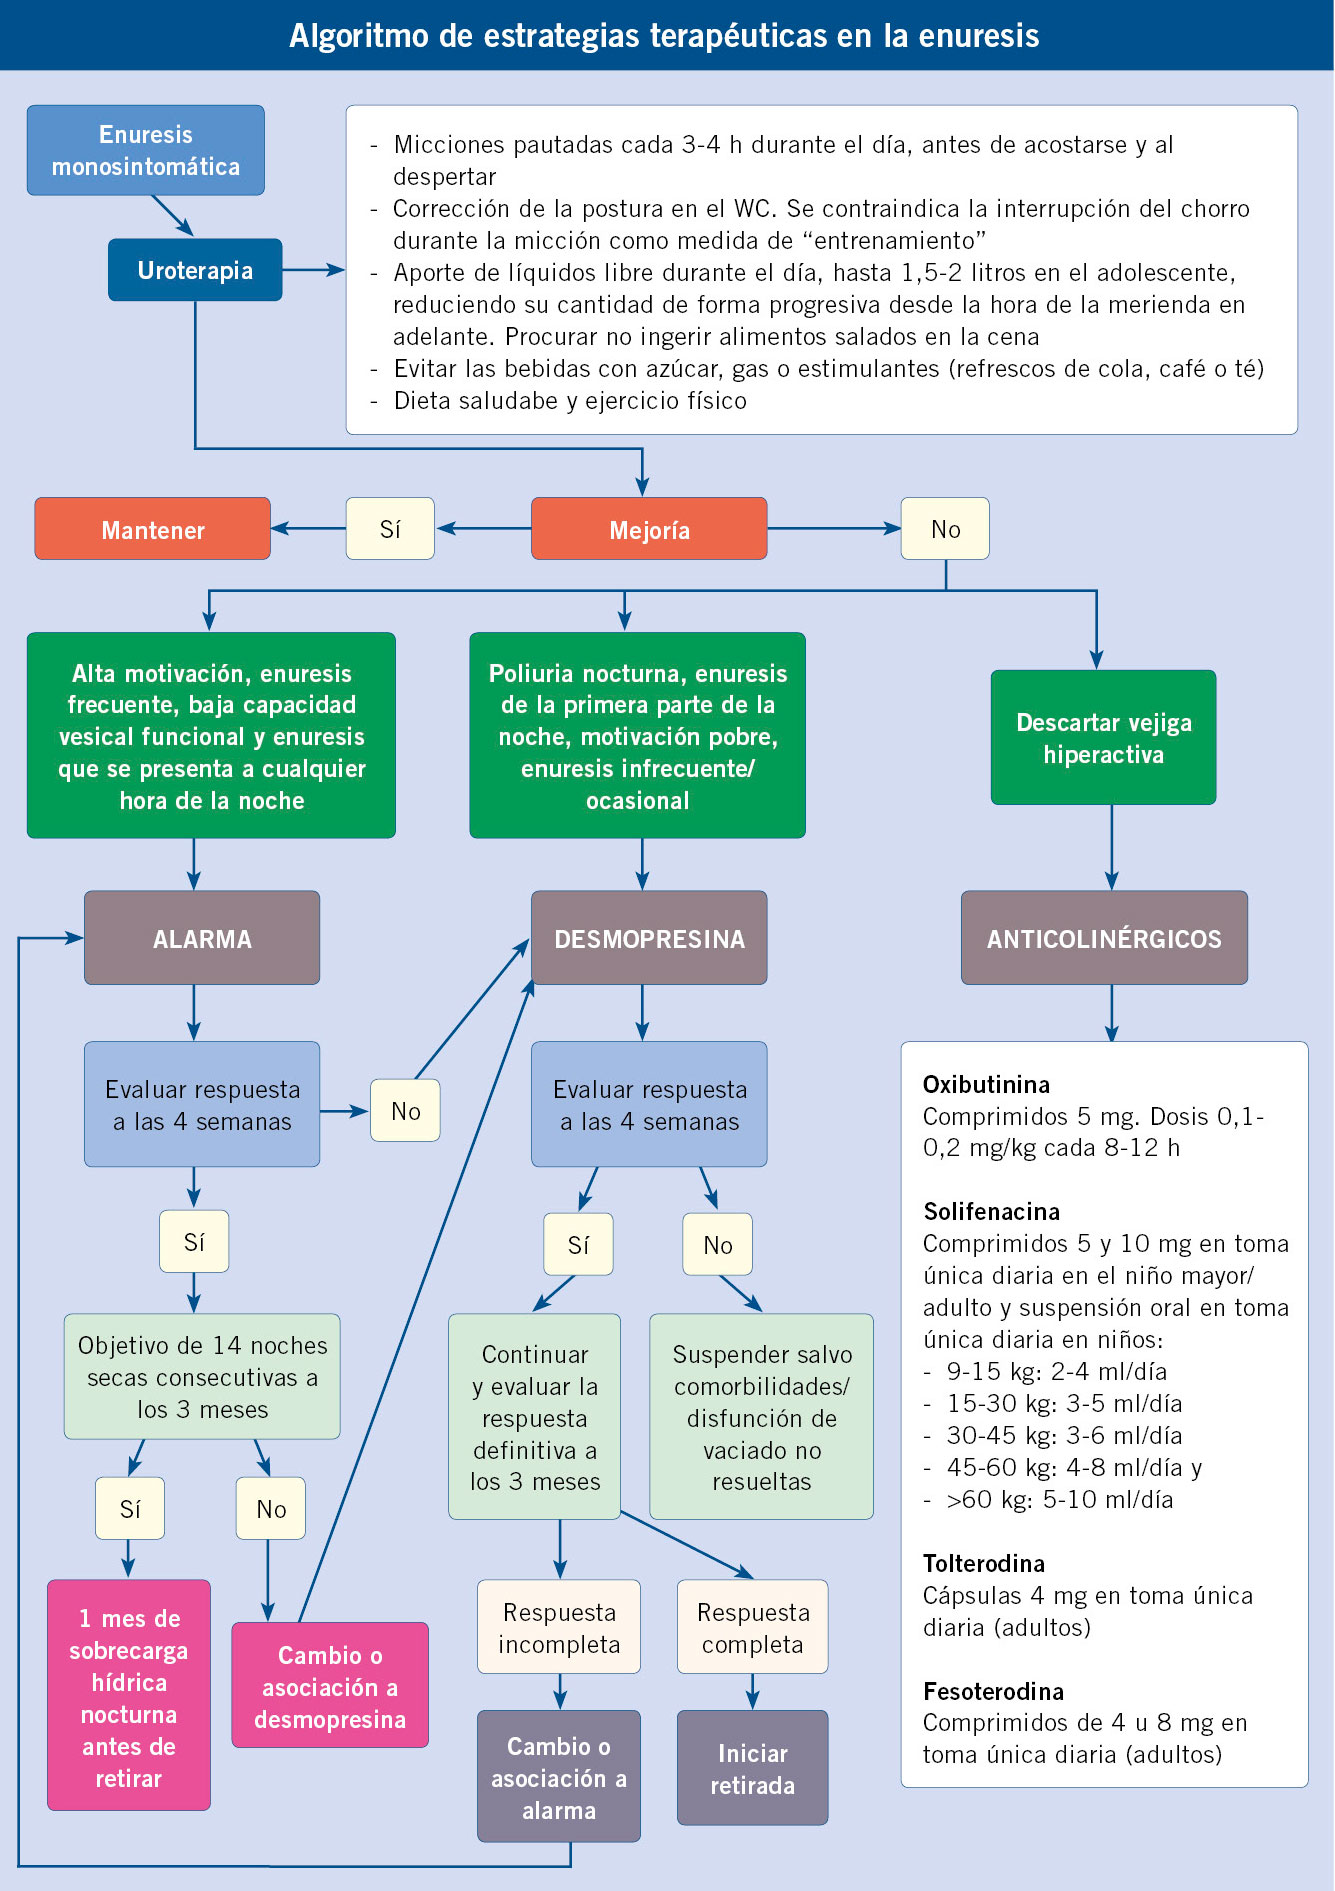 Algoritmo de estrategias terapéuticas en la enuresis
Enuresis
monosintomática
- Micciones pautadas cada 3-4 h durante el día, antes de acostarse y al
despertar
- Corrección de la postura en el WC. Se contraindica la interrupción del chorro
durante la micción como medida de “entrenamiento”
- Aporte de líquidos libre durante el día, hasta 1,5-2 litros en el adolescente,
reduciendo su cantidad de forma progresiva desde la hora de la merienda en
adelante. Procurar no ingerir alimentos salados en la cena
- Evitar las bebidas con azúcar, gas o estimulantes (refrescos de cola, café o té)
- Dieta saludabe y ejercicio físico
Uroterapia
Mantener
Sí
Mejoría
No
Alta motivación, enuresis
frecuente, baja capacidad
vesical funcional y enuresis
que se presenta a cualquier
hora de la noche
Poliuria nocturna, enuresis
de la primera parte de la
noche, motivación pobre,
enuresis infrecuente/
ocasional
Descartar vejiga
hiperactiva
ALARMA
DESMOPRESINA
ANTICOLINÉRGICOS
Evaluar respuesta
a las 4 semanas
No
Evaluar respuesta
a las 4 semanas
Sí
Sí
No
Objetivo de 14 noches
secas consecutivas a
los 3 meses
Continuar
y evaluar la
respuesta
definitiva a
los 3 meses
Suspender salvo
comorbilidades/
disfunción de
vaciado no
resueltas
Sí
No
1 mes de
sobrecarga
hídrica
nocturna
antes de
retirar
Cambio o
asociación a
desmopresina
Respuesta
incompleta
Respuesta
completa
Cambio o
asociación a
alarma
Iniciar
retirada
Oxibutinina
Comprimidos 5 mg. Dosis 0,1-
0,2 mg/kg cada 8-12 h
Solifenacina
Comprimidos 5 y 10 mg en toma
única diaria en el niño mayor/
adulto y suspensión oral en toma
única diaria en niños:
- 9-15 kg: 2-4 ml/día
- 15-30 kg: 3-5 ml/día
- 30-45 kg: 3-6 ml/día
- 45-60 kg: 4-8 ml/día y
- >60 kg: 5-10 ml/día
Tolterodina
Cápsulas 4 mg en toma única
diaria (adultos)
Fesoterodina
Comprimidos de 4 u 8 mg en
toma única diaria (adultos)